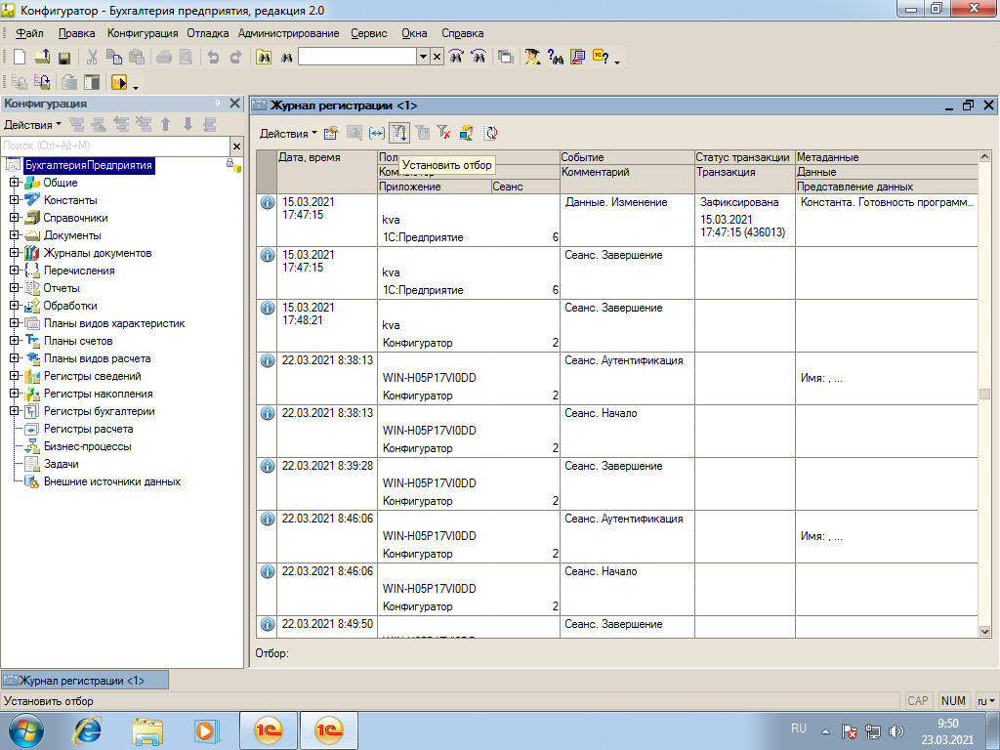 Конфигуратор - Бухгалтерия предприятия, редакция 2.0
Файл Правка Конфигурация Отладка Администрирование Сервис Окна Справка
Конфигурация
Журнал регистрации <1>
Действия
Действия
Поиск (Ctrl+Alt+M)
БухгалтерияПредприятия
Общие
Константы
Справочники
Документы
Журналы документов
Перечисления
Отчеты
Обработки
Планы видов характеристик
Планы счетов
Планы видов расчета
Регистры сведений
Регистры накопления
Регистры бухгалтерии
Регистры расчета
Бизнес-процессы
Задачи
Внешние источники данных
Дата, время Событие Статус транзакции Метаданные
Установить отбор
Комментарий Транзакция Данные
Приложение Сеанс Представление данных
15.03.2021 Данные. Изменение Зафиксирована Константа. Готовность программ...
17:47:15 kva 15.03.2021
1С:Предприятие 6 17:47:15 (436013)
15.03.2021 Сеанс. Завершение
17:47:15 kva
1С:Предприятие 6
15.03.2021 Сеанс. Завершение
17:48:21 kva
Конфигуратор 2
22.03.2021 8:38:13 Сеанс. Аутентификация
WIN-H05P17VI0DD Имя: , ...
Конфигуратор 2
22.03.2021 8:38:13 Сеанс. Начало
WIN-H05P17VI0DD
Конфигуратор 2
22.03.2021 8:39:28 Сеанс. Завершение
WIN-H05P17VI0DD
Конфигуратор 2
22.03.2021 8:46:06 Сеанс. Аутентификация
WIN-H05P17VI0DD Имя: , ...
Конфигуратор 2
22.03.2021 8:46:06 Сеанс. Начало
WIN-H05P17VI0DD
Конфигуратор 2
22.03.2021 8:49:50 Сеанс. Завершение
Отбор:
Журнал регистрации <1>
Установить отбор CAP NUM ru
RU 9:50
23.03.2021